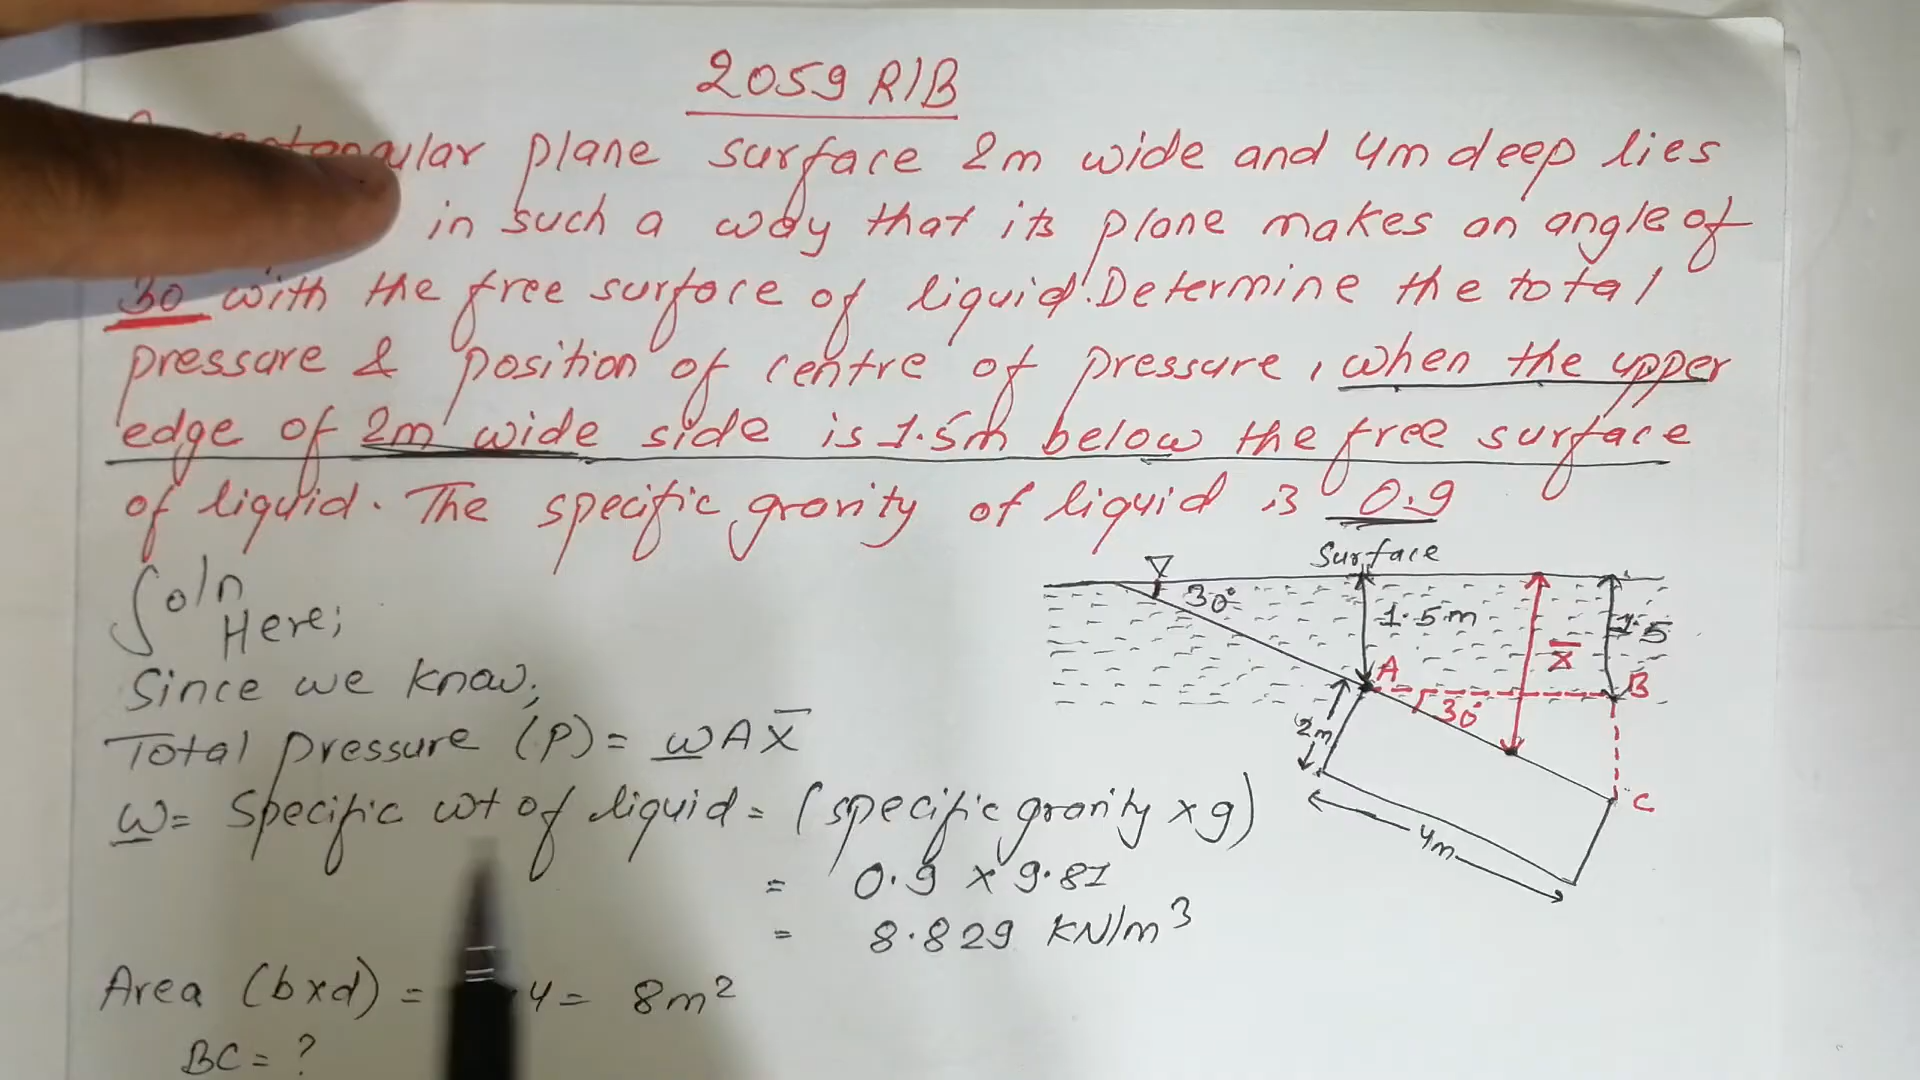 2059 R/B
plane surface 2m wide and 4m deep lies
in such a way that its plane makes an angle of
30 with the free surface of liquid. Determine the total
pressure & position of centre of pressure, when the upper
edge of 2m wide side is 1.5m below the free surface
of liquid. The specific gravity of liquid is 0.9
Surface
Soln
Here;
30°
1.5m
1.5
x̄
A
B
30°
2m
C
4m
Since we know;
Total pressure (P) = wAx̄
w = Specific wt of liquid = (specific gravity x g)
= 0.9 x 9.81
= 8.829 KN/m³
Area (bxd) = 4 = 8m²
BC = ?